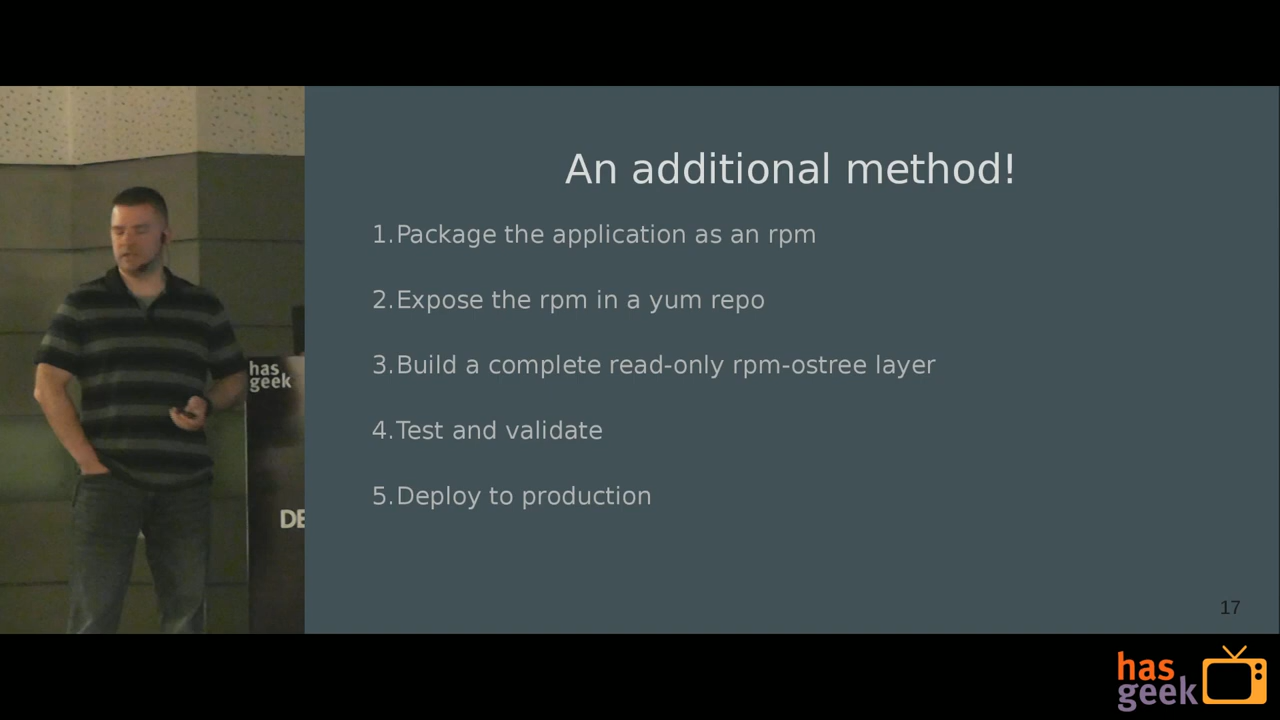 An additional method!
1.Package the application as an rpm
2.Expose the rpm in a yum repo
3.Build a complete read-only rpm-ostree layer
4.Test and validate
5.Deploy to production
17
has
geek
DE
has
geek